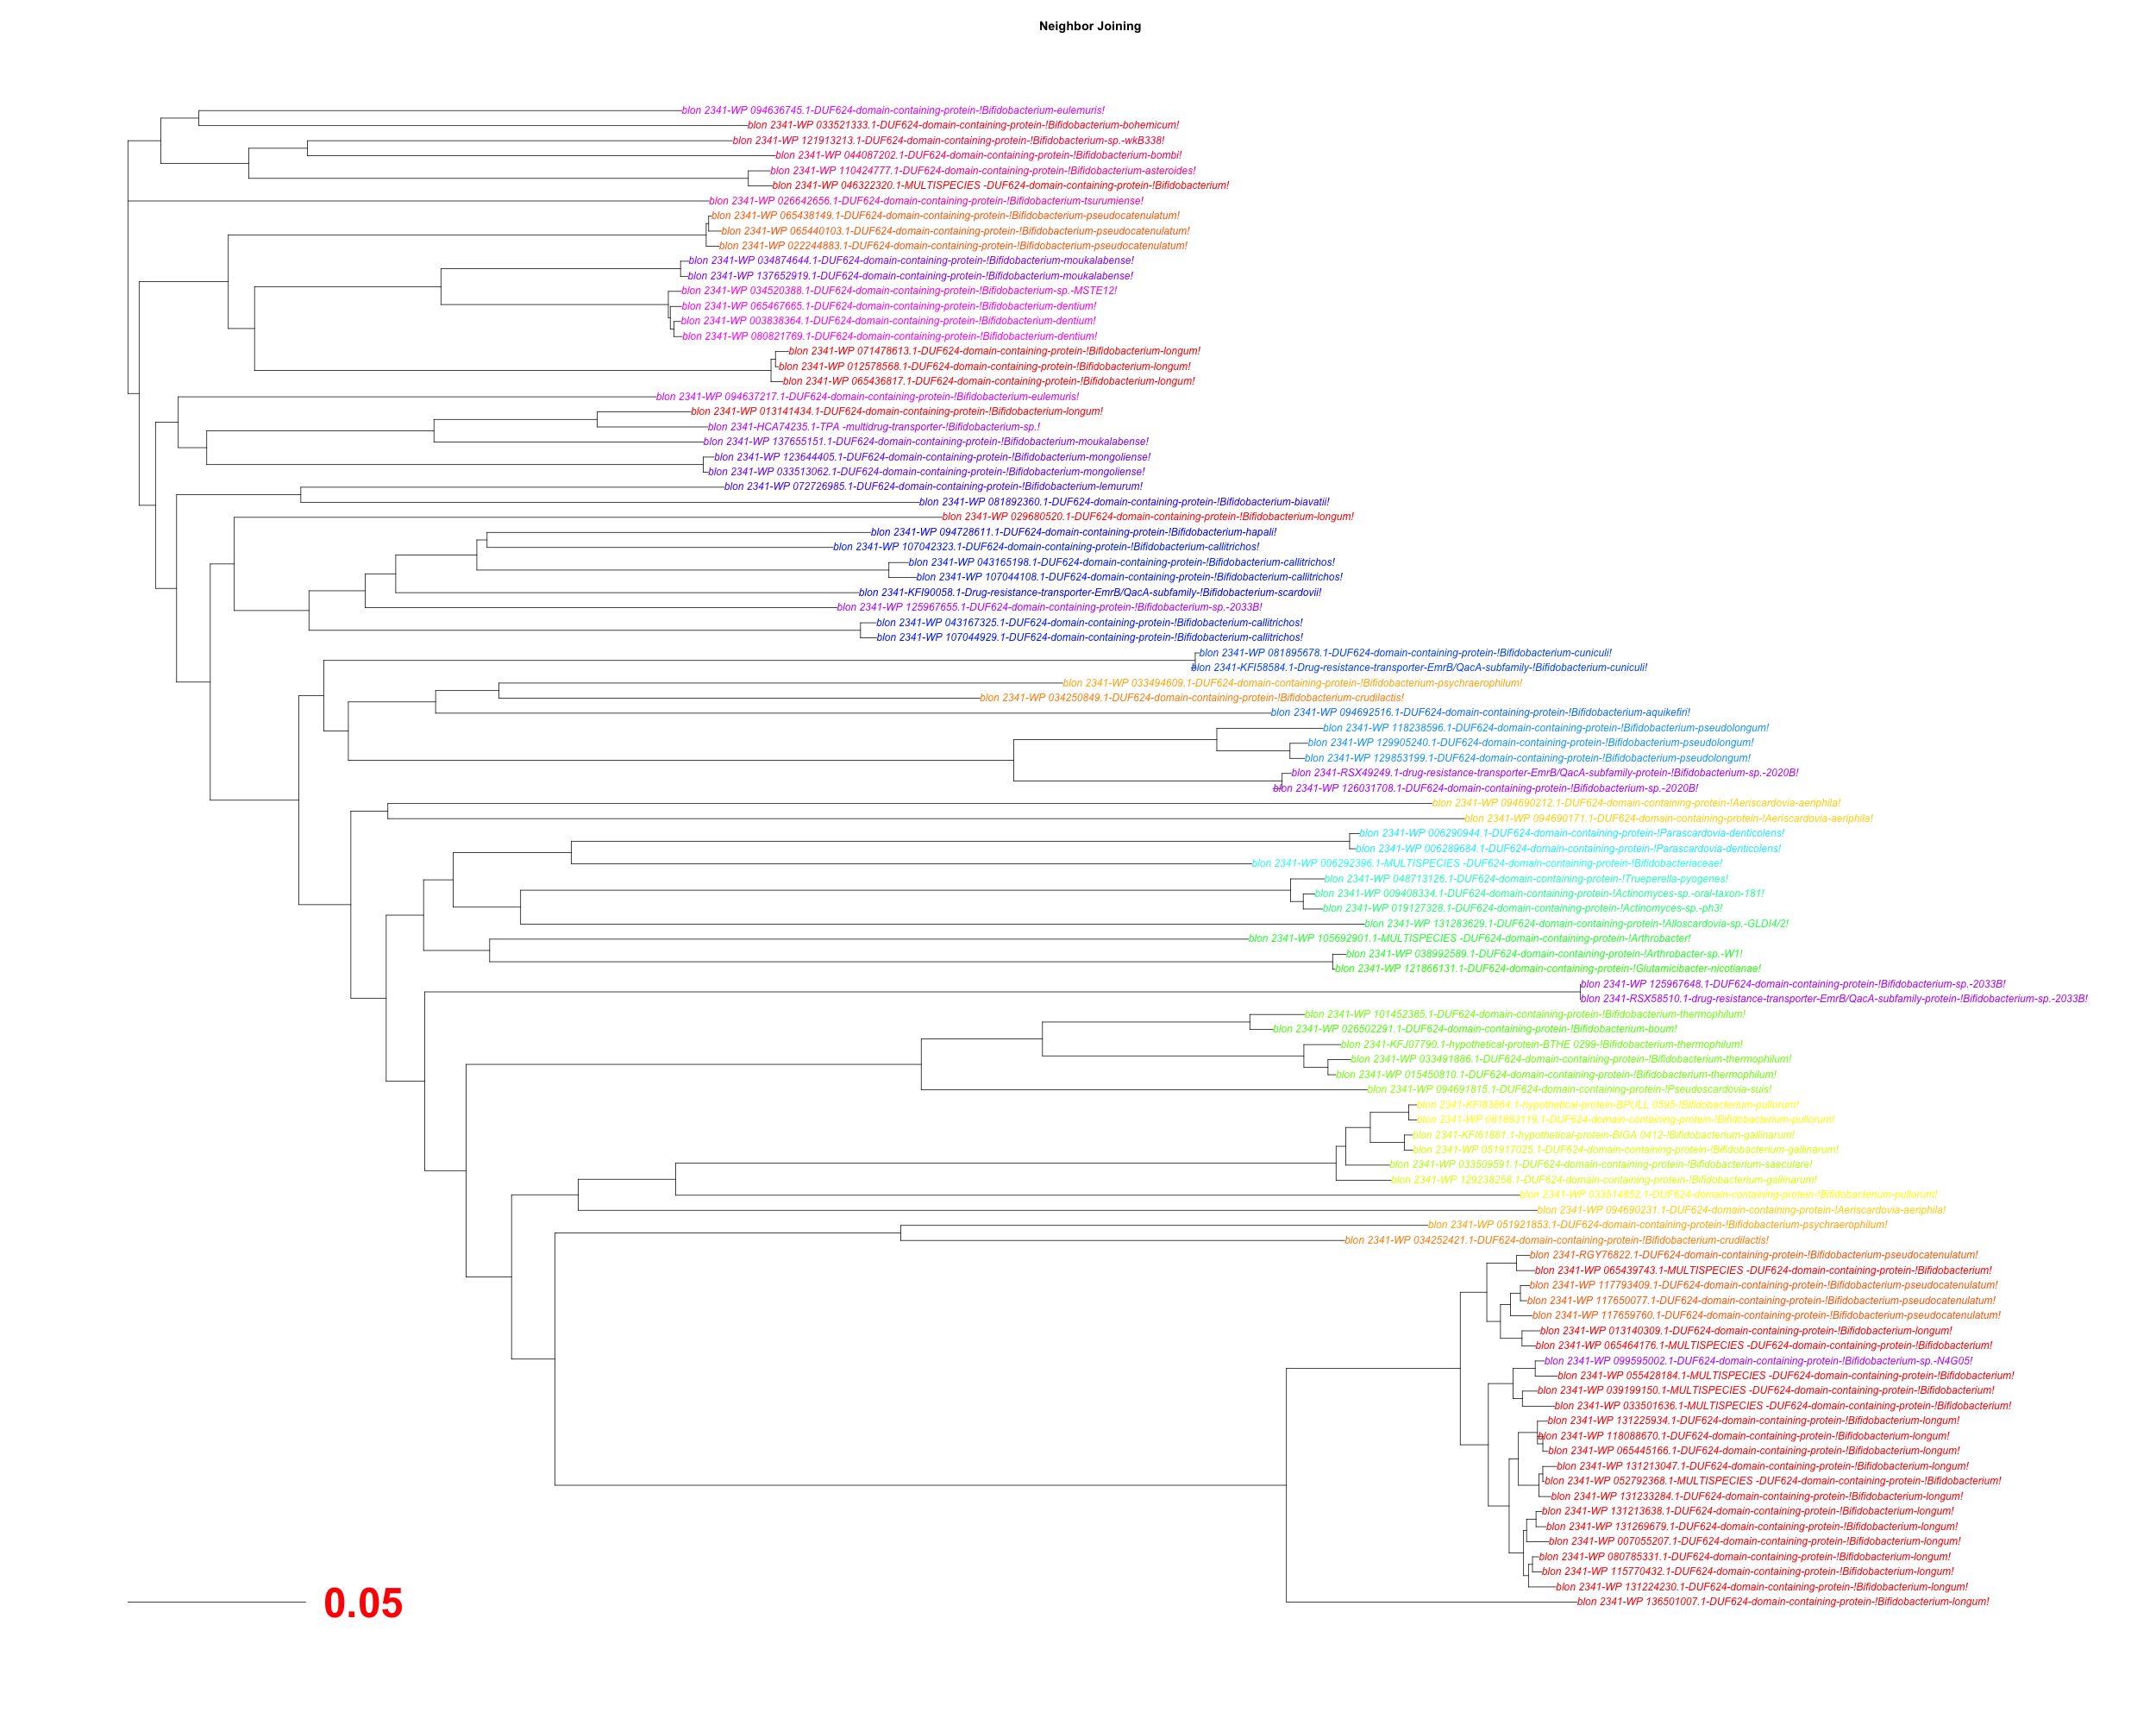 Neighbor Joining
blon 2341-WP 094636745.1-DUF624-domain-containing-protein-!Bifidobacterium-eulemuris!
blon 2341-WP 033521333.1-DUF624-domain-containing-protein-!Bifidobacterium-bohemicum!
blon 2341-WP 121913213.1-DUF624-domain-containing-protein-!Bifidobacterium-sp.-wkB338!
blon 2341-WP 044087202.1-DUF624-domain-containing-protein-!Bifidobacterium-bombi!
blon 2341-WP 110424777.1-DUF624-domain-containing-protein-!Bifidobacterium-asteroides!
blon 2341-WP 046322320.1-MULTISPECIES -DUF624-domain-containing-protein-!Bifidobacterium!
blon 2341-WP 026642656.1-DUF624-domain-containing-protein-!Bifidobacterium-tsurumiense!
blon 2341-WP 065438149.1-DUF624-domain-containing-protein-!Bifidobacterium-pseudocatenulatum!
blon 2341-WP 065440103.1-DUF624-domain-containing-protein-!Bifidobacterium-pseudocatenulatum!
blon 2341-WP 022244883.1-DUF624-domain-containing-protein-!Bifidobacterium-pseudocatenulatum!
blon 2341-WP 034874644.1-DUF624-domain-containing-protein-!Bifidobacterium-moukalabense!
blon 2341-WP 137652919.1-DUF624-domain-containing-protein-!Bifidobacterium-moukalabense!
blon 2341-WP 034520388.1-DUF624-domain-containing-protein-!Bifidobacterium-sp.-MSTE12!
blon 2341-WP 065467665.1-DUF624-domain-containing-protein-!Bifidobacterium-dentium!
blon 2341-WP 003838364.1-DUF624-domain-containing-protein-!Bifidobacterium-dentium!
blon 2341-WP 080821769.1-DUF624-domain-containing-protein-!Bifidobacterium-dentium!
blon 2341-WP 071478613.1-DUF624-domain-containing-protein-!Bifidobacterium-longum!
blon 2341-WP 012578568.1-DUF624-domain-containing-protein-!Bifidobacterium-longum!
blon 2341-WP 065436817.1-DUF624-domain-containing-protein-!Bifidobacterium-longum!
blon 2341-WP 094637217.1-DUF624-domain-containing-protein-!Bifidobacterium-eulemuris!
blon 2341-WP 013141434.1-DUF624-domain-containing-protein-!Bifidobacterium-longum!
blon 2341-HCA74235.1-TPA -multidrug-transporter-!Bifidobacterium-sp.!
blon 2341-WP 137655151.1-DUF624-domain-containing-protein-!Bifidobacterium-moukalabense!
blon 2341-WP 123644405.1-DUF624-domain-containing-protein-!Bifidobacterium-mongoliense!
blon 2341-WP 033513062.1-DUF624-domain-containing-protein-!Bifidobacterium-mongoliense!
blon 2341-WP 072726985.1-DUF624-domain-containing-protein-!Bifidobacterium-lemurum!
blon 2341-WP 081892360.1-DUF624-domain-containing-protein-!Bifidobacterium-biavatii!
blon 2341-WP 029680520.1-DUF624-domain-containing-protein-!Bifidobacterium-longum!
blon 2341-WP 094728611.1-DUF624-domain-containing-protein-!Bifidobacterium-hapali!
blon 2341-WP 107042323.1-DUF624-domain-containing-protein-!Bifidobacterium-callitrichos!
blon 2341-WP 043165198.1-DUF624-domain-containing-protein-!Bifidobacterium-callitrichos!
blon 2341-WP 107044108.1-DUF624-domain-containing-protein-!Bifidobacterium-callitrichos!
blon 2341-KFI90058.1-Drug-resistance-transporter-EmrB/QacA-subfamily-!Bifidobacterium-scardovii!
blon 2341-WP 125967655.1-DUF624-domain-containing-protein-!Bifidobacterium-sp.-2033B!
blon 2341-WP 043167325.1-DUF624-domain-containing-protein-!Bifidobacterium-callitrichos!
blon 2341-WP 107044929.1-DUF624-domain-containing-protein-!Bifidobacterium-callitrichos!
blon 2341-WP 081895678.1-DUF624-domain-containing-protein-!Bifidobacterium-cuniculi!
blon 2341-KFI58584.1-Drug-resistance-transporter-EmrB/QacA-subfamily-!Bifidobacterium-cuniculi!
blon 2341-WP 033494609.1-DUF624-domain-containing-protein-!Bifidobacterium-psychraerophilum!
blon 2341-WP 034250849.1-DUF624-domain-containing-protein-!Bifidobacterium-crudilactis!
blon 2341-WP 094692516.1-DUF624-domain-containing-protein-!Bifidobacterium-aquikefiri!
blon 2341-WP 118238596.1-DUF624-domain-containing-protein-!Bifidobacterium-pseudolongum!
blon 2341-WP 129905240.1-DUF624-domain-containing-protein-!Bifidobacterium-pseudolongum!
blon 2341-WP 129853199.1-DUF624-domain-containing-protein-!Bifidobacterium-pseudolongum!
blon 2341-RSX49249.1-drug-resistance-transporter-EmrB/QacA-subfamily-protein-!Bifidobacterium-sp.-2020B!
blon 2341-WP 126031708.1-DUF624-domain-containing-protein-!Bifidobacterium-sp.-2020B!
blon 2341-WP 094690212.1-DUF624-domain-containing-protein-!Aeriscardovia-aeriphila!
blon 2341-WP 094690171.1-DUF624-domain-containing-protein-!Aeriscardovia-aeriphila!
blon 2341-WP 006290944.1-DUF624-domain-containing-protein-!Parascardovia-denticolens!
blon 2341-WP 006289684.1-DUF624-domain-containing-protein-!Parascardovia-denticolens!
blon 2341-WP 006292396.1-MULTISPECIES -DUF624-domain-containing-protein-!Bifidobacteriaceae!
blon 2341-WP 048713126.1-DUF624-domain-containing-protein-!Trueperella-pyogenes!
blon 2341-WP 009408334.1-DUF624-domain-containing-protein-!Actinomyces-sp.-oral-taxon-181!
blon 2341-WP 019127328.1-DUF624-domain-containing-protein-!Actinomyces-sp.-ph3!
blon 2341-WP 131283629.1-DUF624-domain-containing-protein-!Alloscardovia-sp.-GLDI4/2!
blon 2341-WP 105692901.1-MULTISPECIES -DUF624-domain-containing-protein-!Arthrobacter!
blon 2341-WP 038992589.1-DUF624-domain-containing-protein-!Arthrobacter-sp.-W1!
blon 2341-WP 121866131.1-DUF624-domain-containing-protein-!Glutamicibacter-nicotianae!
blon 2341-WP 125967648.1-DUF624-domain-containing-protein-!Bifidobacterium-sp.-2033B!
blon 2341-RSX58510.1-drug-resistance-transporter-EmrB/QacA-subfamily-protein-!Bifidobacterium-sp.-2033B!
blon 2341-WP 101452385.1-DUF624-domain-containing-protein-!Bifidobacterium-thermophilum!
blon 2341-WP 026502291.1-DUF624-domain-containing-protein-!Bifidobacterium-boum!
blon 2341-KFJ07790.1-hypothetical-protein-BTHE 0299-!Bifidobacterium-thermophilum!
blon 2341-WP 033491886.1-DUF624-domain-containing-protein-!Bifidobacterium-thermophilum!
blon 2341-WP 015450810.1-DUF624-domain-containing-protein-!Bifidobacterium-thermophilum!
blon 2341-WP 094691815.1-DUF624-domain-containing-protein-!Pseudoscardovia-suis!
blon 2341-KFI83864.1-hypothetical-protein-BPULL 0595-!Bifidobacterium-pullorum!
blon 2341-WP 081883119.1-DUF624-domain-containing-protein-!Bifidobacterium-pullorum!
blon 2341-KFI61881.1-hypothetical-protein-BIGA 0412-!Bifidobacterium-gallinarum!
blon 2341-WP 051917025.1-DUF624-domain-containing-protein-!Bifidobacterium-gallinarum!
blon 2341-WP 033509591.1-DUF624-domain-containing-protein-!Bifidobacterium-saeculare!
blon 2341-WP 129238258.1-DUF624-domain-containing-protein-!Bifidobacterium-gallinarum!
blon 2341-WP 033514862.1-DUF624-domain-containing-protein-!Bifidobacterium-pullorum!
blon 2341-WP 094690231.1-DUF624-domain-containing-protein-!Aeriscardovia-aeriphila!
blon 2341-WP 051921853.1-DUF624-domain-containing-protein-!Bifidobacterium-psychraerophilum!
blon 2341-WP 034252421.1-DUF624-domain-containing-protein-!Bifidobacterium-crudilactis!
blon 2341-RGY76822.1-DUF624-domain-containing-protein-!Bifidobacterium-pseudocatenulatum!
blon 2341-WP 065439743.1-MULTISPECIES -DUF624-domain-containing-protein-!Bifidobacterium!
blon 2341-WP 117793409.1-DUF624-domain-containing-protein-!Bifidobacterium-pseudocatenulatum!
blon 2341-WP 117650077.1-DUF624-domain-containing-protein-!Bifidobacterium-pseudocatenulatum!
blon 2341-WP 117659760.1-DUF624-domain-containing-protein-!Bifidobacterium-pseudocatenulatum!
blon 2341-WP 013140309.1-DUF624-domain-containing-protein-!Bifidobacterium-longum!
blon 2341-WP 065464176.1-MULTISPECIES -DUF624-domain-containing-protein-!Bifidobacterium!
blon 2341-WP 099595002.1-DUF624-domain-containing-protein-!Bifidobacterium-sp.-N4G05!
blon 2341-WP 055428184.1-MULTISPECIES -DUF624-domain-containing-protein-!Bifidobacterium!
blon 2341-WP 039199150.1-MULTISPECIES -DUF624-domain-containing-protein-!Bifidobacterium!
blon 2341-WP 033501636.1-MULTISPECIES -DUF624-domain-containing-protein-!Bifidobacterium!
blon 2341-WP 131225934.1-DUF624-domain-containing-protein-!Bifidobacterium-longum!
blon 2341-WP 118088670.1-DUF624-domain-containing-protein-!Bifidobacterium-longum!
blon 2341-WP 065445166.1-DUF624-domain-containing-protein-!Bifidobacterium-longum!
blon 2341-WP 131213047.1-DUF624-domain-containing-protein-!Bifidobacterium-longum!
blon 2341-WP 052792368.1-MULTISPECIES -DUF624-domain-containing-protein-!Bifidobacterium!
blon 2341-WP 131233284.1-DUF624-domain-containing-protein-!Bifidobacterium-longum!
blon 2341-WP 131213638.1-DUF624-domain-containing-protein-!Bifidobacterium-longum!
blon 2341-WP 131269679.1-DUF624-domain-containing-protein-!Bifidobacterium-longum!
blon 2341-WP 007055207.1-DUF624-domain-containing-protein-!Bifidobacterium-longum!
blon 2341-WP 080785331.1-DUF624-domain-containing-protein-!Bifidobacterium-longum!
blon 2341-WP 115770432.1-DUF624-domain-containing-protein-!Bifidobacterium-longum!
blon 2341-WP 131224230.1-DUF624-domain-containing-protein-!Bifidobacterium-longum!
blon 2341-WP 136501007.1-DUF624-domain-containing-protein-!Bifidobacterium-longum!
0.05